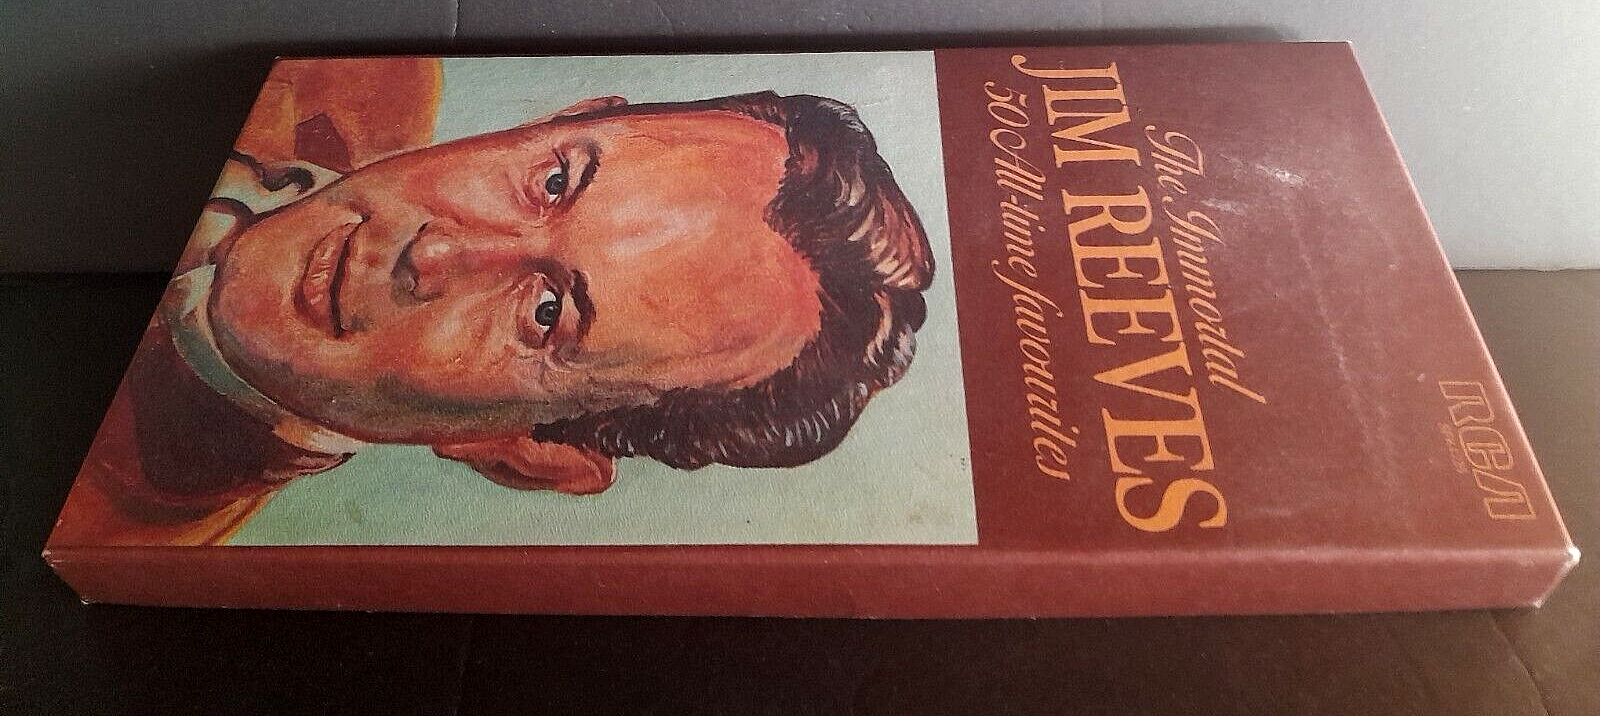 RCA
The Immortal
JIM REEVES
50 All-time favourites